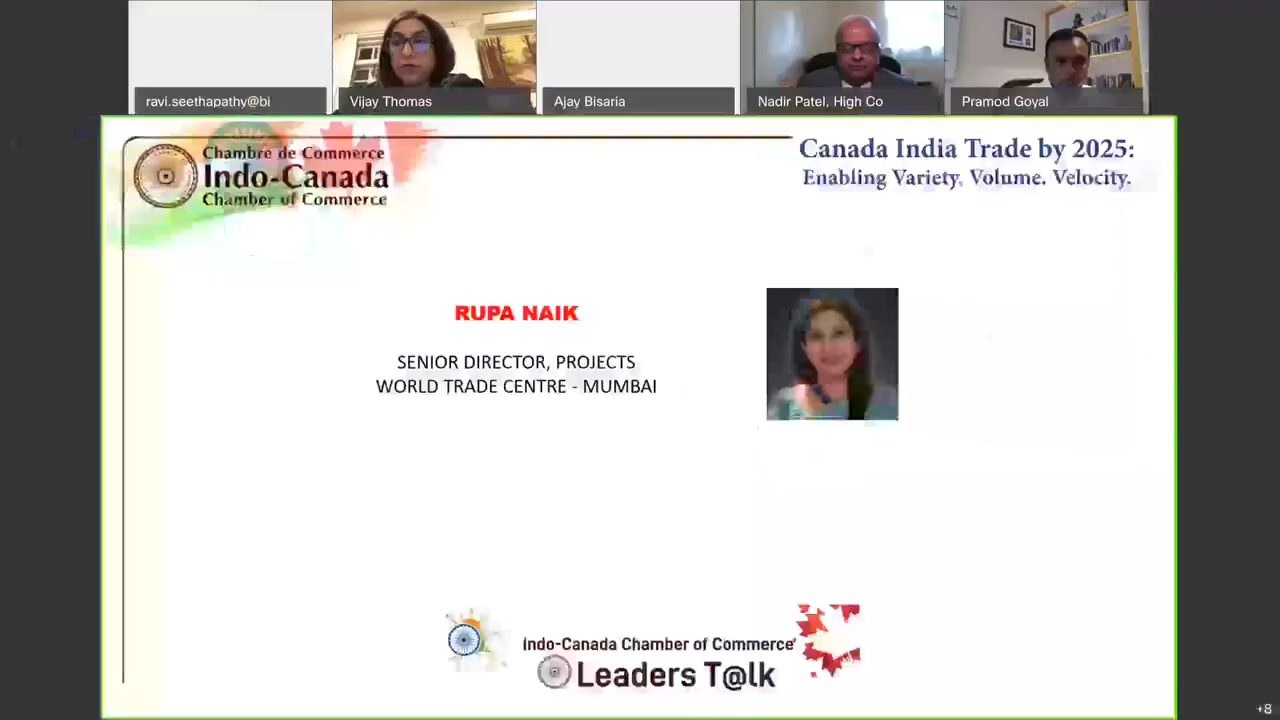 ravi.seethapathy@bi
Vijay Thomas
Ajay Bisaria
Nadir Patel, High Co
Pramod Goyal
Chambre de Commerce
Indo-Canada
Chamber of Commerce
Canada India Trade by 2025:
Enabling Variety. Volume. Velocity.
RUPA NAIK
SENIOR DIRECTOR, PROJECTS
WORLD TRADE CENTRE - MUMBAI
Indo-Canada Chamber of Commerce
Leaders T@lk
+8